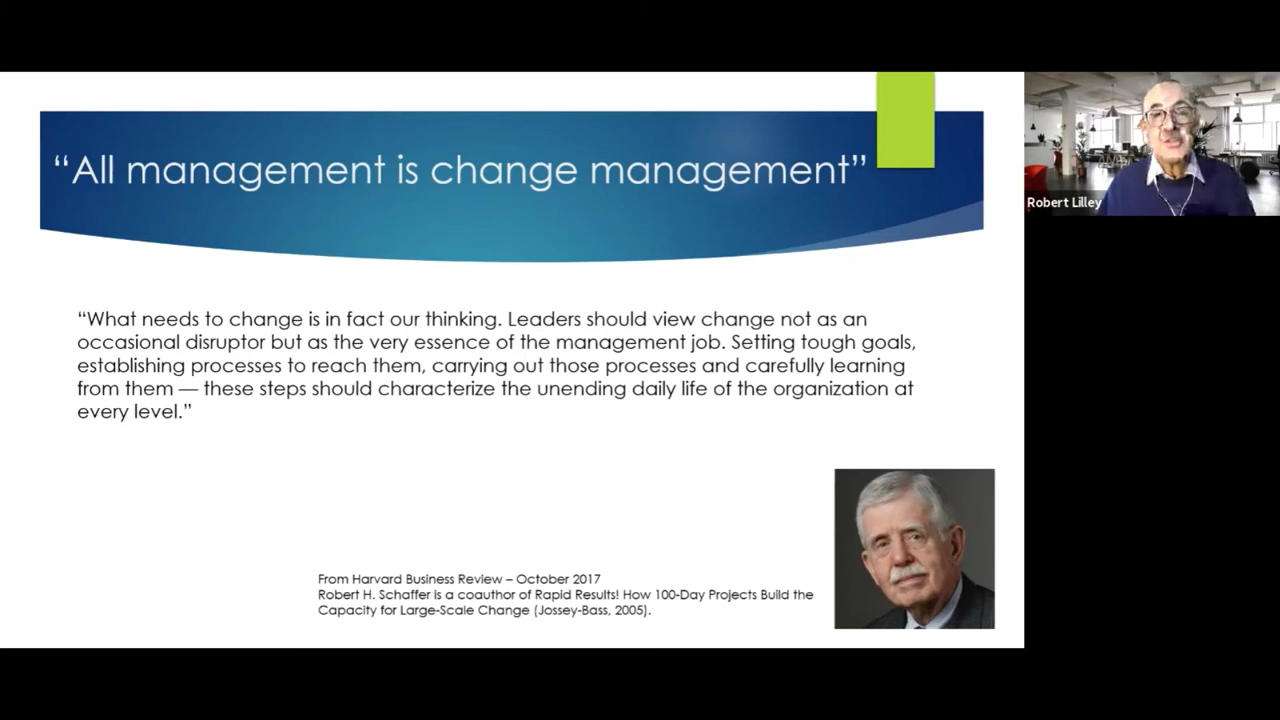 “All management is change management”
“What needs to change is in fact our thinking. Leaders should view change not as an
occasional disruptor but as the very essence of the management job. Setting tough goals,
establishing processes to reach them, carrying out those processes and carefully learning
from them — these steps should characterize the unending daily life of the organization at
every level.”
From Harvard Business Review – October 2017
Robert H. Schaffer is a coauthor of Rapid Results! How 100-Day Projects Build the
Capacity for Large-Scale Change (Jossey-Bass, 2005).
Robert Lilley